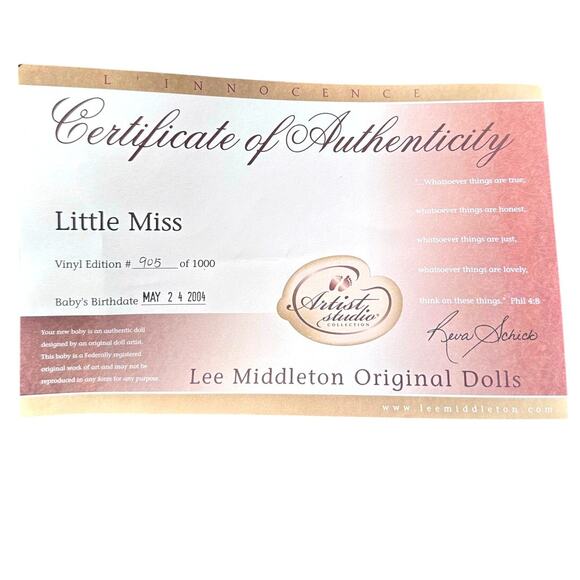 L'INNOCENCE
Certificate of Authenticity
"...Whatsoever things are true,
whatsoever things are honest,
whatsoever things are just,
whatsoever things are lovely,
think on these things." Phil 4:8
Little Miss
Vinyl Edition # 905 of 1000
Baby's Birthdate MAY 24 2004
Artist
studio
COLLECTION
Reva Schick
Your new baby is an authentic doll
designed by an original doll artist.
This baby is a Federally registered
original work of art and may not be
reproduced in any form for any purpose.
Lee Middleton Original Dolls
www.leemiddleton.com